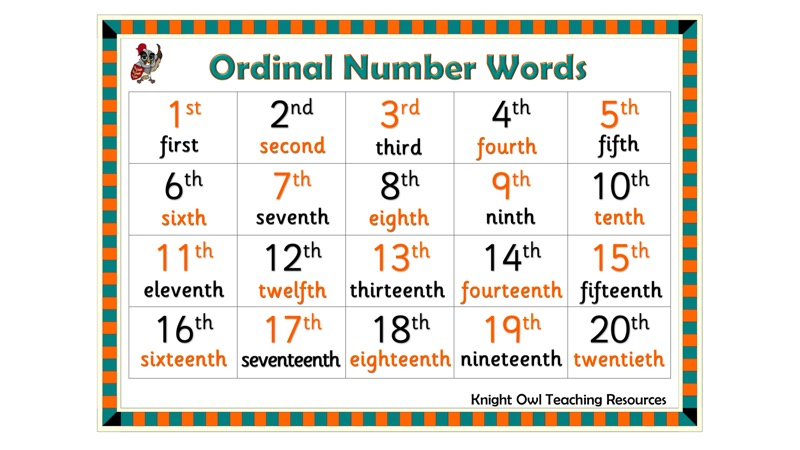 Ordinal Number Words
1st 2nd 3rd 4th 5th
first second third fourth fifth
6th 7th 8th 9th 10th
sixth seventh eighth ninth tenth
11th 12th 13th 14th 15th
eleventh twelfth thirteenth fourteenth fifteenth
16th 17th 18th 19th 20th
sixteenth seventeenth eighteenth nineteenth twentieth
Knight Owl Teaching Resources